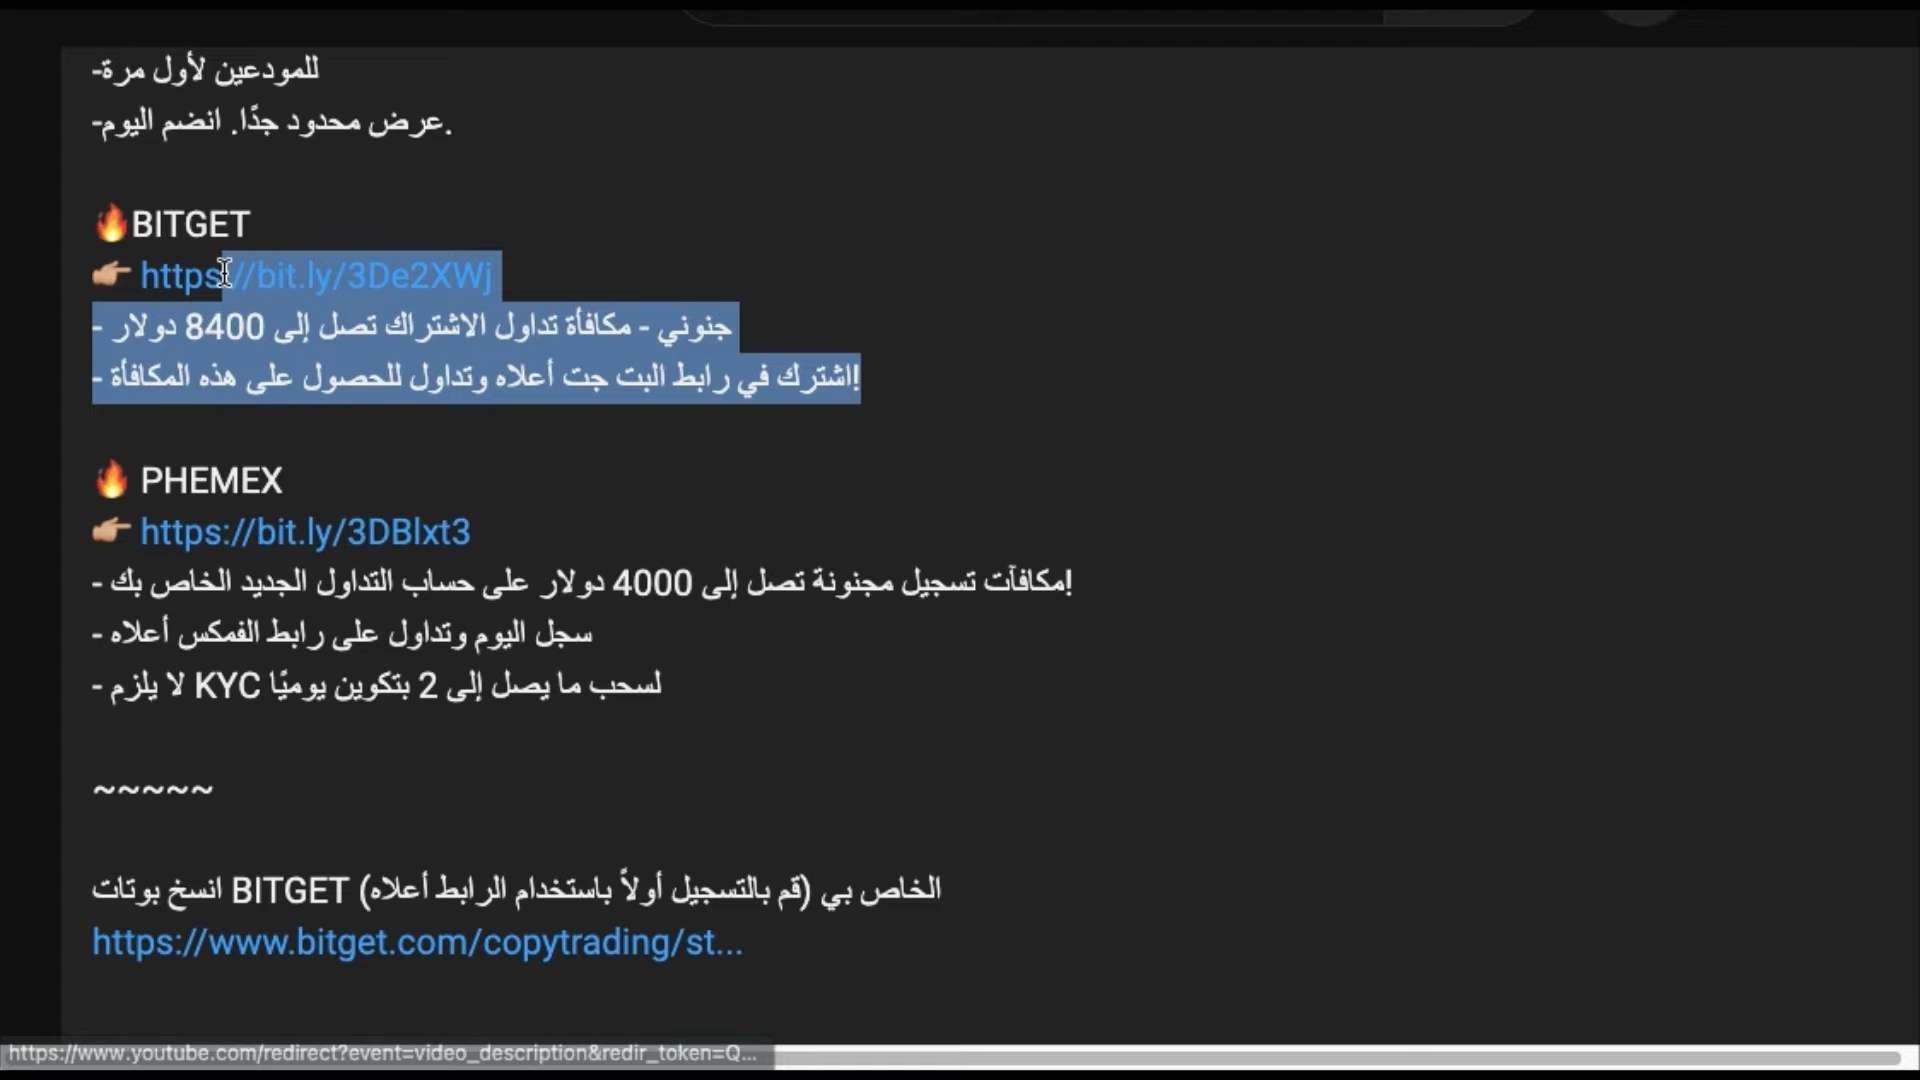 -للمودعين لأول مرة
-عرض محدود جدًا. انضم اليوم.
🔥BITGET
👉🏼 https://bit.ly/3De2XWj
- جنوني - مكافأة تداول الاشتراك تصل إلى 8400 دولار
- اشترك في رابط البت جت أعلاه وتداول للحصول على هذه المكافأة!
🔥 PHEMEX
👉🏼 https://bit.ly/3DBlxt3
- مكافآت تسجيل مجنونة تصل إلى 4000 دولار على حساب التداول الجديد الخاص بك!
- سجل اليوم وتداول على رابط الفمكس أعلاه
- لا يلزم KYC لسحب ما يصل إلى 2 بتكوين يوميًا
~~~~~
انسخ بوتات BITGET الخاص بي (قم بالتسجيل أولاً باستخدام الرابط أعلاه)
https://www.bitget.com/copytrading/st...
https://www.youtube.com/redirect?event=video_description&redir_token=Q...